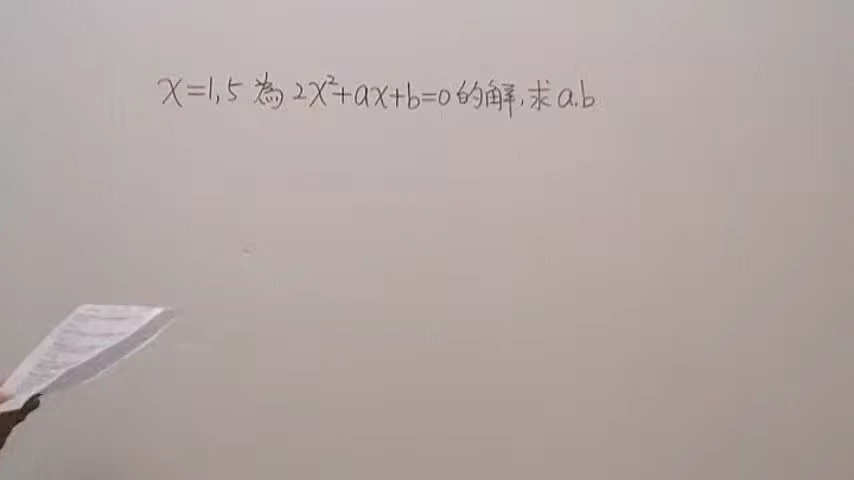 x=1,5 為 2x²+ax+b=0 的解,求 a.b